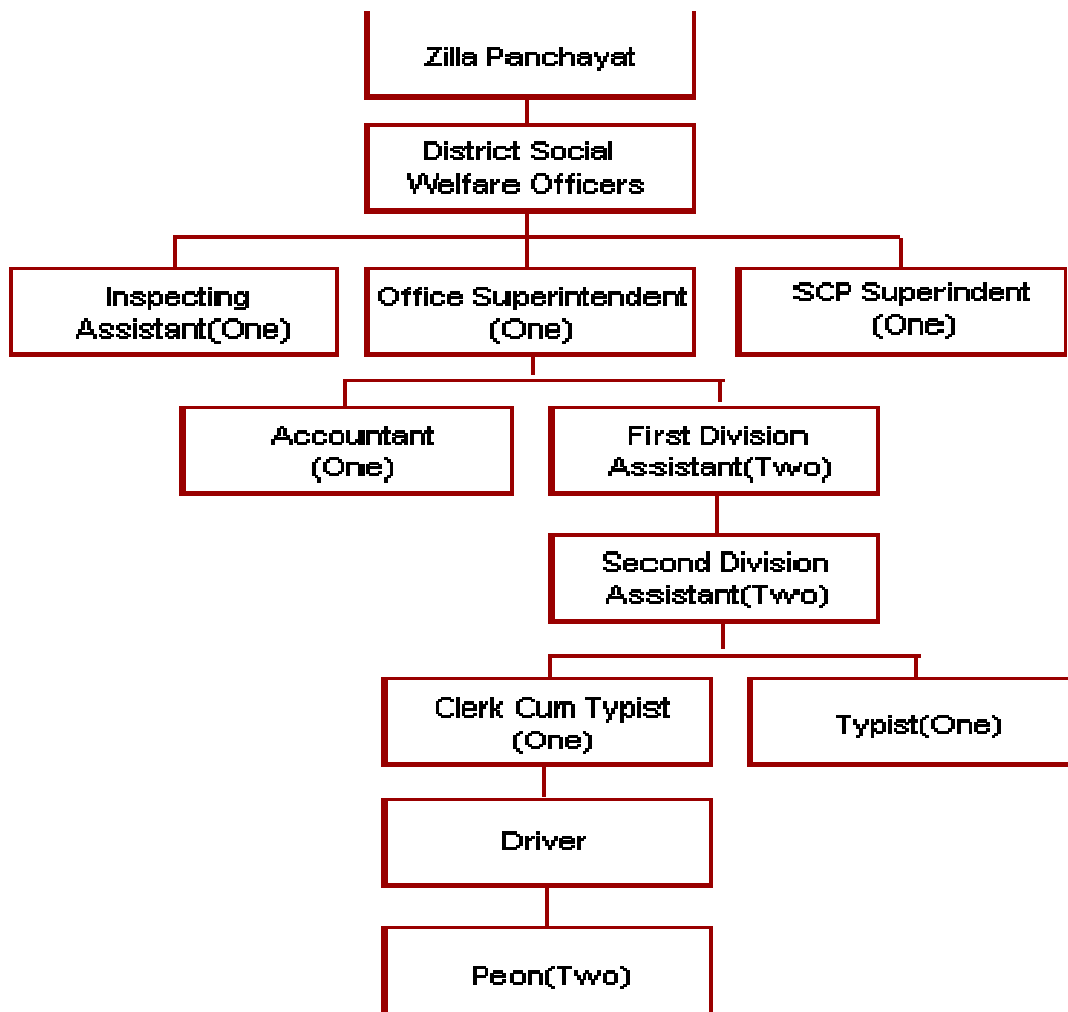 Zilla Panchayat
District Social
Welfare Officers
Inspecting
Assistant(One)
Office Superintendent
(One)
SCP Superindent
(One)
Accountant
(One)
First Division
Assistant(Two)
Second Division
Assistant(Two)
Clerk Cum Typist
(One)
Typist(One)
Driver
Peon(Two)